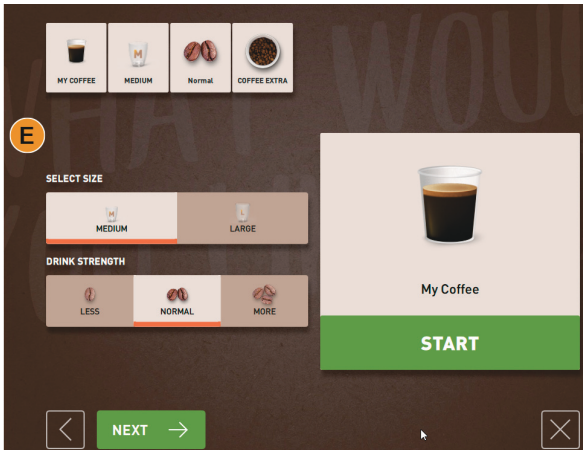 MY COFFEE
M
MEDIUM
Normal
COFFEE EXTRA
E
SELECT SIZE
M
MEDIUM
L
LARGE
DRINK STRENGTH
LESS
NORMAL
MORE
My Coffee
START
NEXT